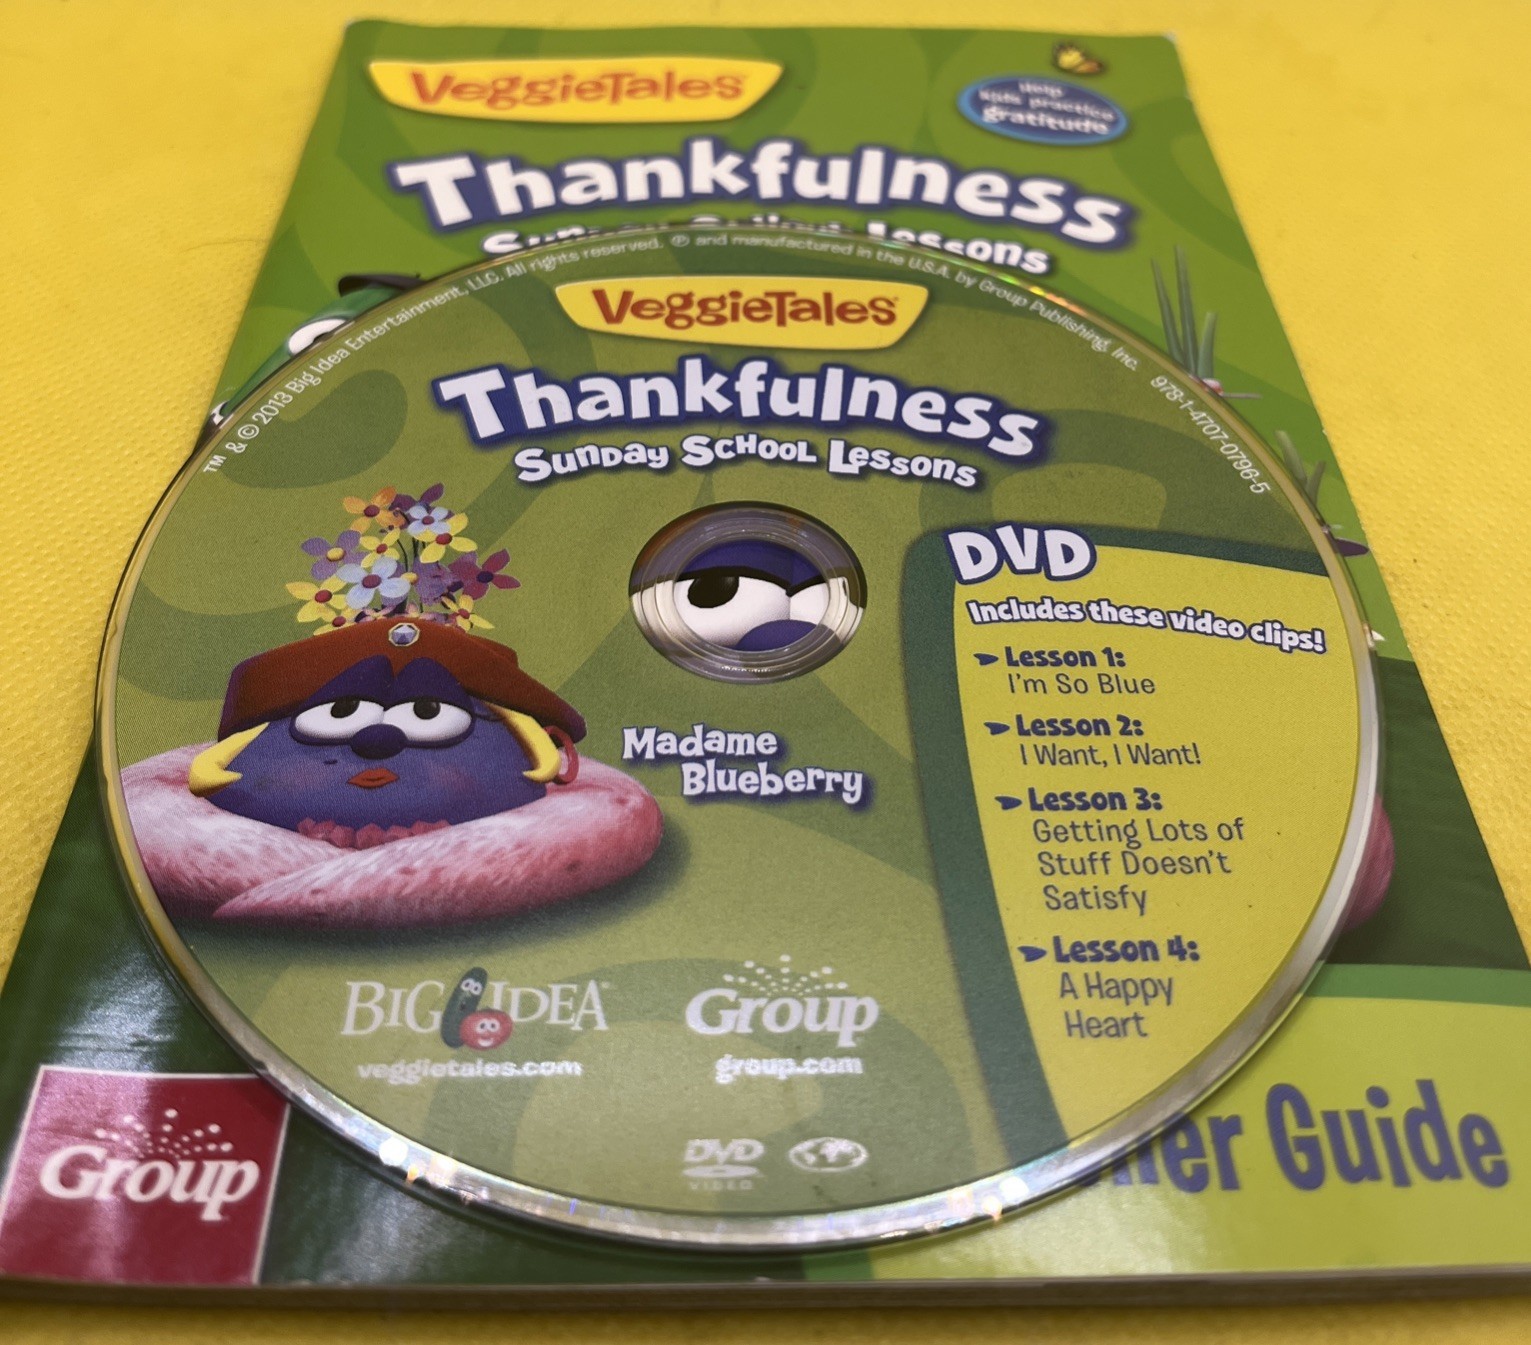 VeggieTales
Help
kids practice
gratitude
Thankfulness
Lessons
™ & © 2013 Big Idea Entertainment, LLC. All rights reserved. ℗ and manufactured in the U.S.A. by Group Publishing, Inc. 978-1-4707-0796-5
VeggieTales
Thankfulness
Sunday School Lessons
DVD
Includes these video clips!
Lesson 1:
I'm So Blue
Lesson 2:
I Want, I Want!
Lesson 3:
Getting Lots of
Stuff Doesn't
Satisfy
Lesson 4:
A Happy
Heart
Madame
Blueberry
BIG IDEA
veggietales.com
Group
group.com
DVD
VIDEO
Group
Guide